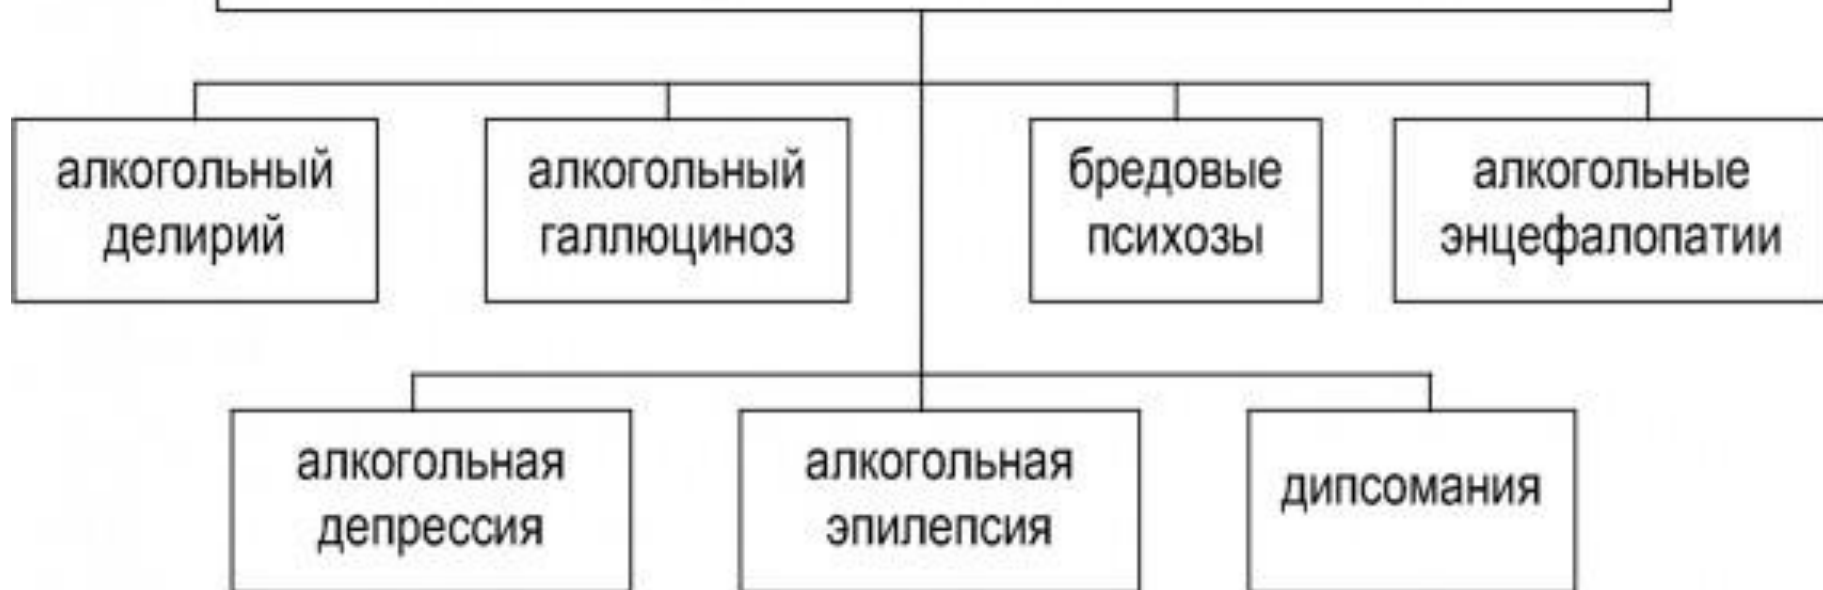 алкогольный
делирий
алкогольный
галлюциноз
бредовые
психозы
алкогольные
энцефалопатии
алкогольная
депрессия
алкогольная
эпилепсия
дипсомания